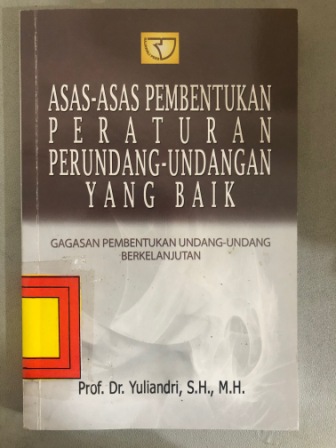 ASAS-ASAS PEMBENTUKAN
PERATURAN
PERUNDANG-UNDANGAN
YANG BAIK
GAGASAN PEMBENTUKAN UNDANG-UNDANG
BERKELANJUTAN
Prof. Dr. Yuliandri, S.H., M.H.